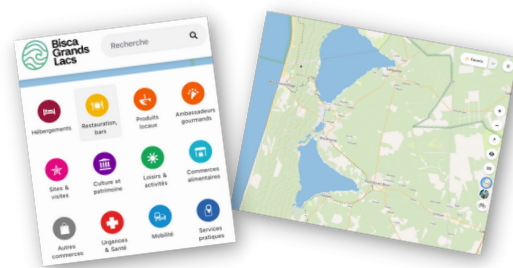 Bisca
Grands
Lacs
Recherche
Hébergements
Restauration,
bars
Produits
locaux
Ambassadeurs
gourmands
Sites &
visites
Culture et
patrimoine
Loisirs &
activités
Commerces
alimentaires
Autres
commerces
Urgences
& Santé
Mobilité
Services
pratiques